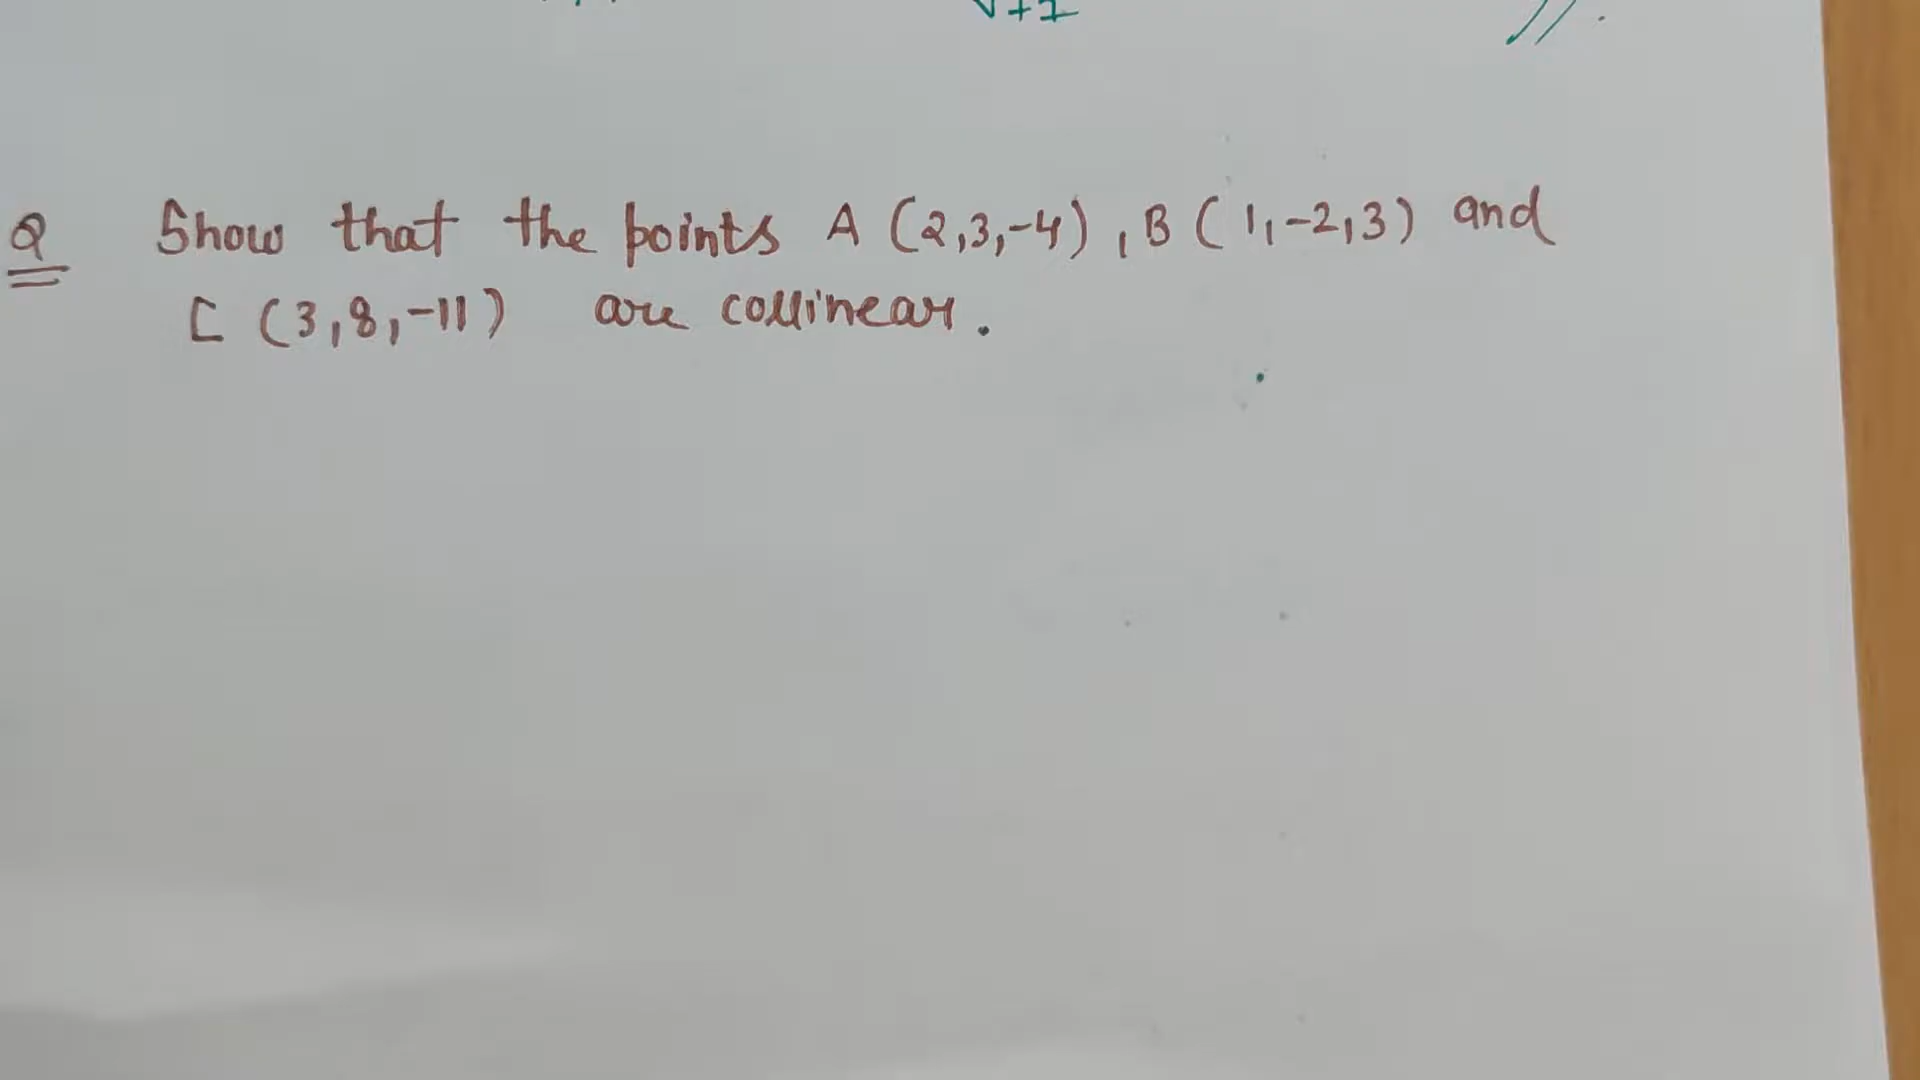 Q Show that the points A (2,3,-4), B (1,-2,3) and
C (3,8,-11) are collinear.